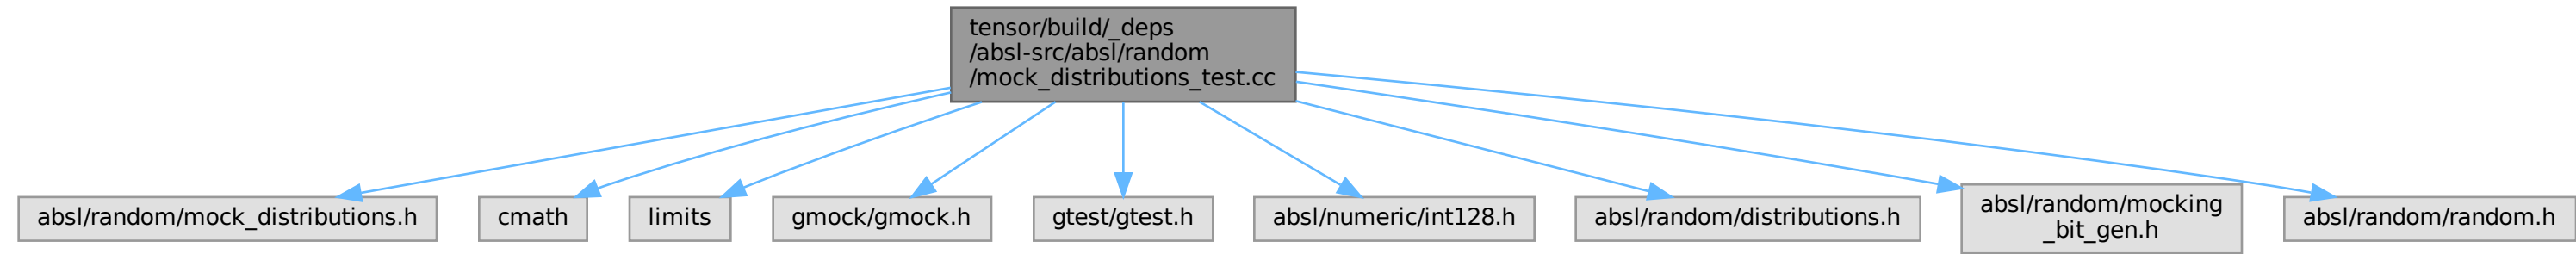 tensor/build/_deps
/absl-src/absl/random
/mock_distributions_test.cc
absl/random/mock_distributions.h
cmath
limits
gmock/gmock.h
gtest/gtest.h
absl/numeric/int128.h
absl/random/distributions.h
absl/random/mocking
_bit_gen.h
absl/random/random.h